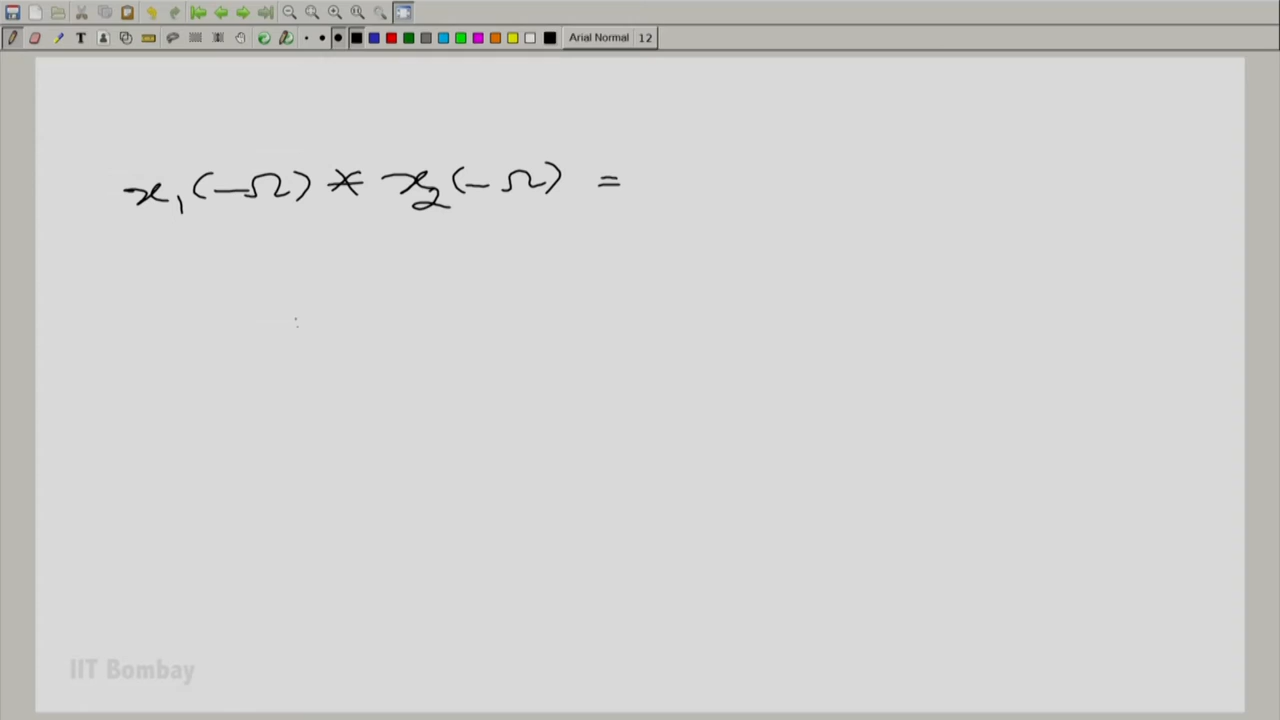 Arial Normal 12
x₁(-Ω) * x₂(-Ω) =
IIT Bombay